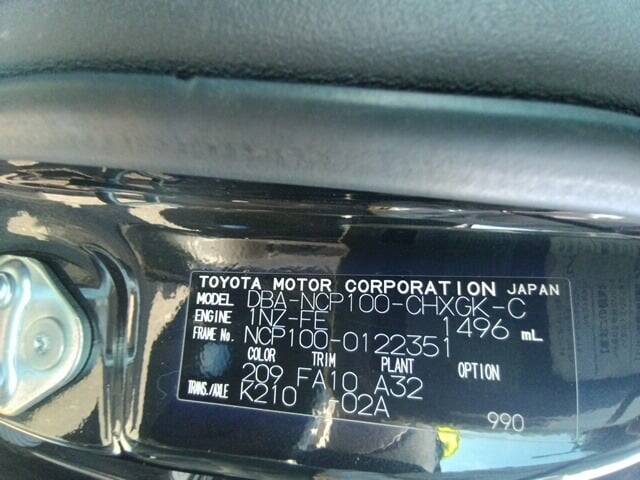 TOYOTA MOTOR CORPORATION JAPAN
MODEL DBA-NCP100-CHXGK-C
ENGINE 1NZ-FE 1496 mL
FRAME No. NCP100-0122351
COLOR TRIM PLANT OPTION
209 FA10 A32
TRANS./AXLE K210 -02A 990